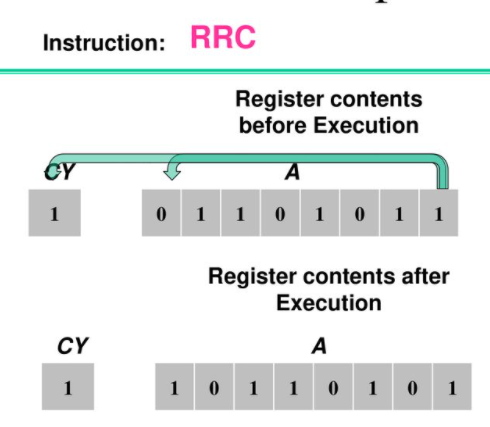 Instruction: RRC
Register contents
before Execution
CY A
1 0 1 1 0 1 0 1 1
Register contents after
Execution
CY A
1 1 0 1 1 0 1 0 1